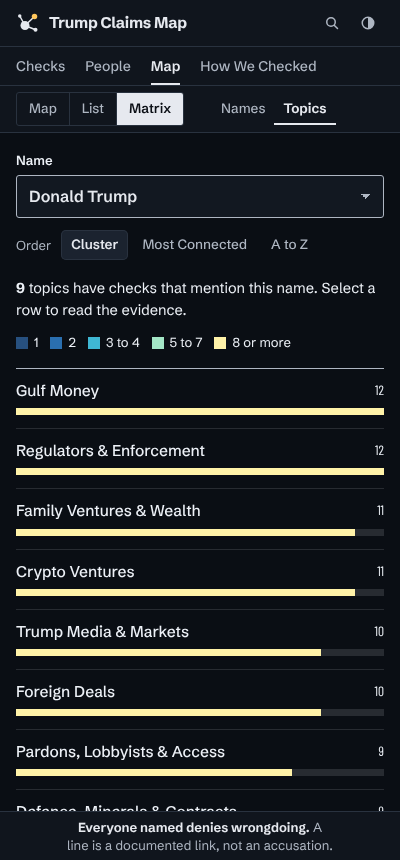 Trump Claims Map
Checks People Map How We Checked
Map List Matrix Names Topics
Name
Donald Trump
Order Cluster Most Connected A to Z
9 topics have checks that mention this name. Select a
row to read the evidence.
1 2 3 to 4 5 to 7 8 or more
Gulf Money 12
Regulators & Enforcement 12
Family Ventures & Wealth 11
Crypto Ventures 11
Trump Media & Markets 10
Foreign Deals 10
Pardons, Lobbyists & Access 9
Defense, Minerals & Contracts
Everyone named denies wrongdoing. A
line is a documented link, not an accusation.